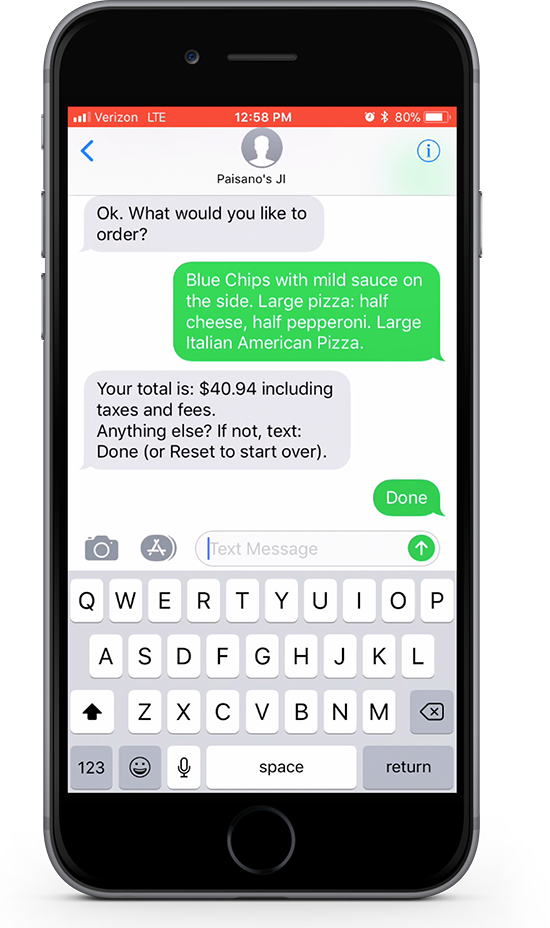 Verizon LTE 12:58 PM 80%
Paisano's JI
Ok. What would you like to
order?
Blue Chips with mild sauce on
the side. Large pizza: half
cheese, half pepperoni. Large
Italian American Pizza.
Your total is: $40.94 including
taxes and fees.
Anything else? If not, text:
Done (or Reset to start over).
Done
Text Message
Q W E R T Y U I O P
A S D F G H J K L
Z X C V B N M
123 space return